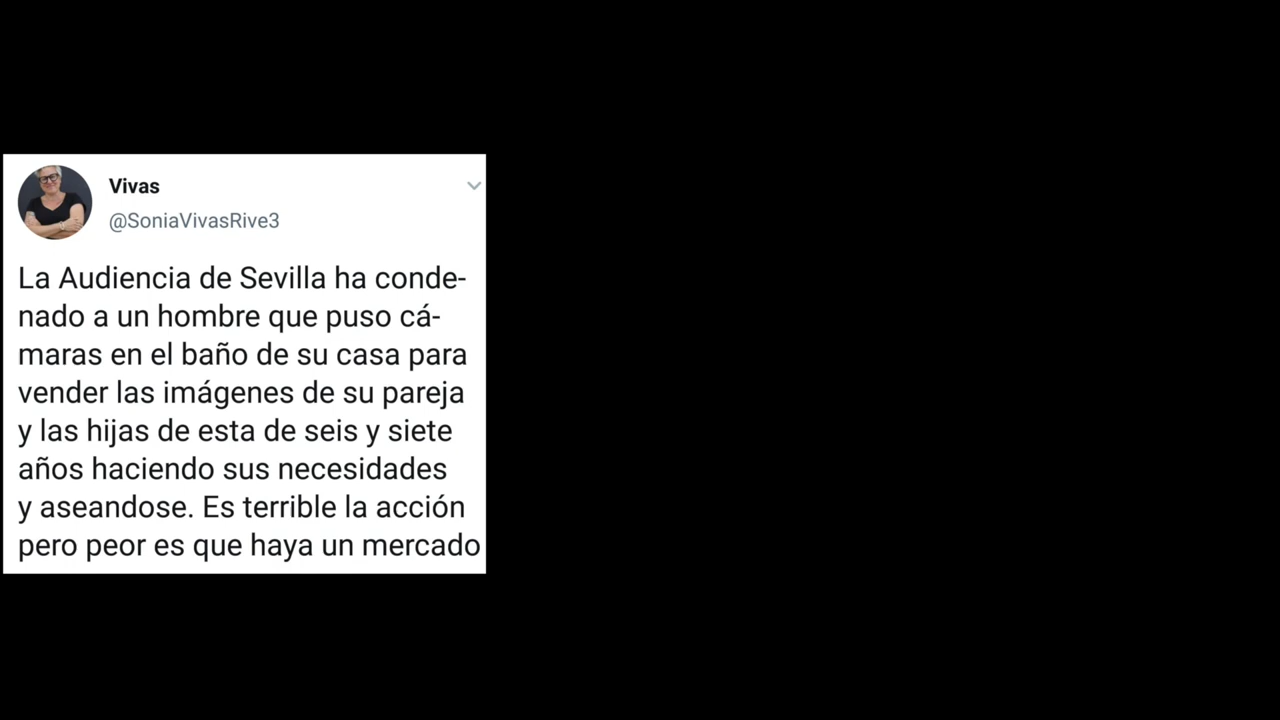 Vivas
@SoniaVivasRive3
La Audiencia de Sevilla ha conde-
nado a un hombre que puso cá-
maras en el baño de su casa para
vender las imágenes de su pareja
y las hijas de esta de seis y siete
años haciendo sus necesidades
y aseandose. Es terrible la acción
pero peor es que haya un mercado